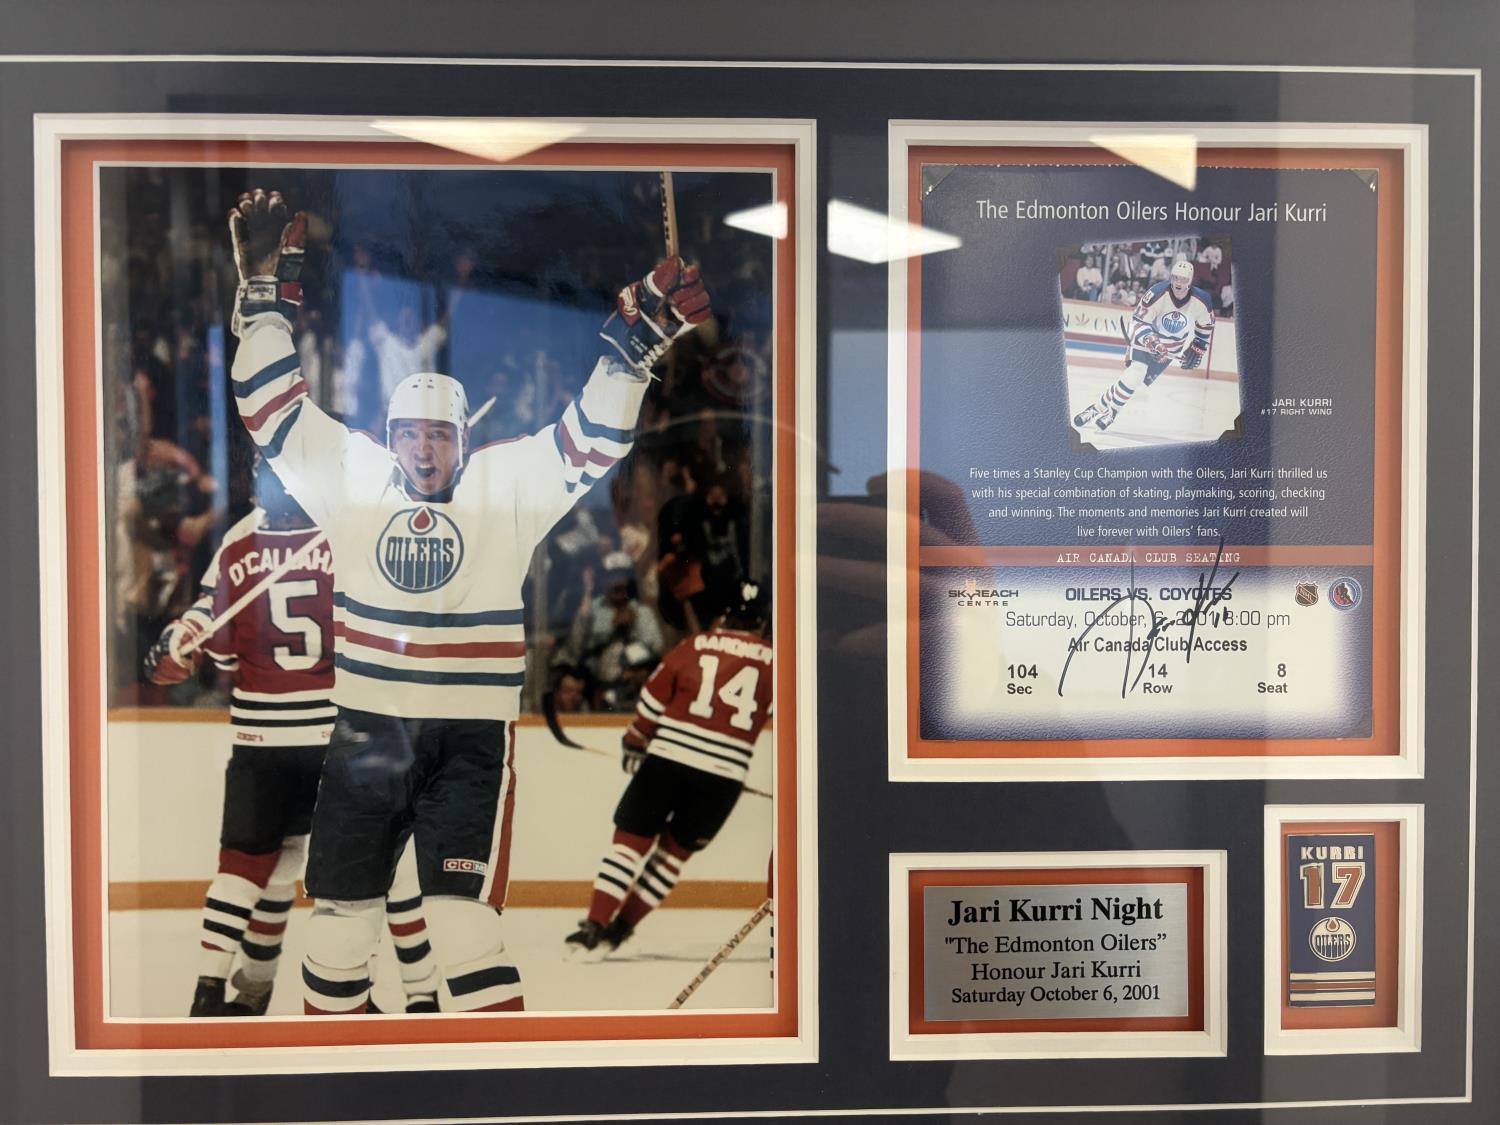 O'CALLAH
5
GARDNER
14
OILERS
CCM
SHERWOOD
The Edmonton Oilers Honour Jari Kurri
JARI KURRI
#17 RIGHT WING
Five times a Stanley Cup Champion with the Oilers, Jari Kurri thrilled us
with his special combination of skating, playmaking, scoring, checking
and winning. The moments and memories Jari Kurri created will
live forever with Oilers' fans.
AIR CANADA CLUB SEATING
SKYREACH
CENTRE
OILERS VS. COYOTES
Saturday, October, 6, 2001 8:00 pm
Air Canada Club Access
104 14 8
Sec Row Seat
Jari Kurri Night
"The Edmonton Oilers”
Honour Jari Kurri
Saturday October 6, 2001
KURRI
17
OILERS